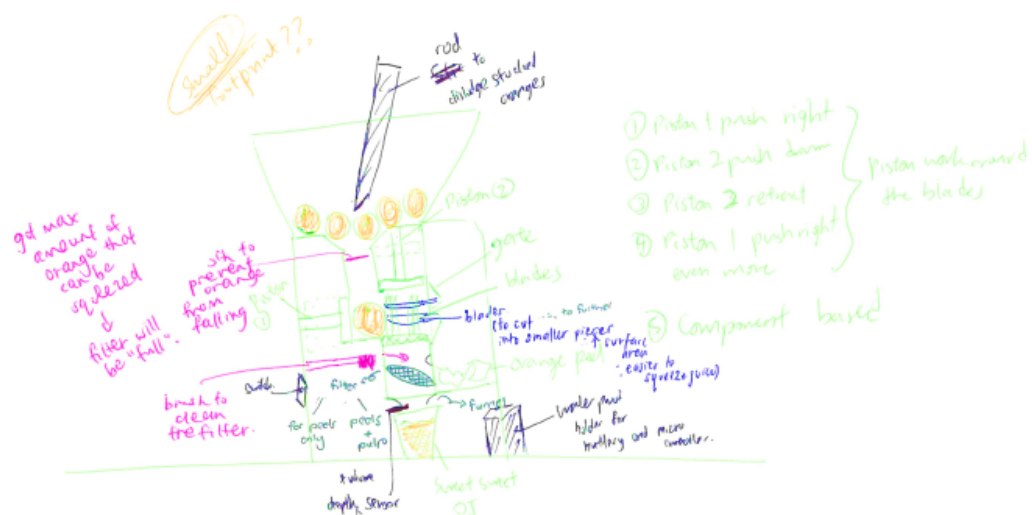 small
footprint??
rod
to
dislodge stucked
oranges
① Piston 1 push right
② Piston 2 push down
③ Piston 2 retract
④ Piston 1 push right
even more
Piston work around
the blades
⑤ Component based
Piston ②
gate
blades
get max
amount of
orange that
can be
squeezed
filter will
be "full".
to
prevent
orange
from
falling
Piston
①
blades
(to cut to further
into smaller pieces
↑ surface
area
∴ easier to
squeeze juice)
orange peel
switch
filter
for peels
only
peels
+
pulp
funnel
brush to
clean
the filter.
water proof
holder for
battery and micro
controller.
depth sensor
sweet sweet
OJ